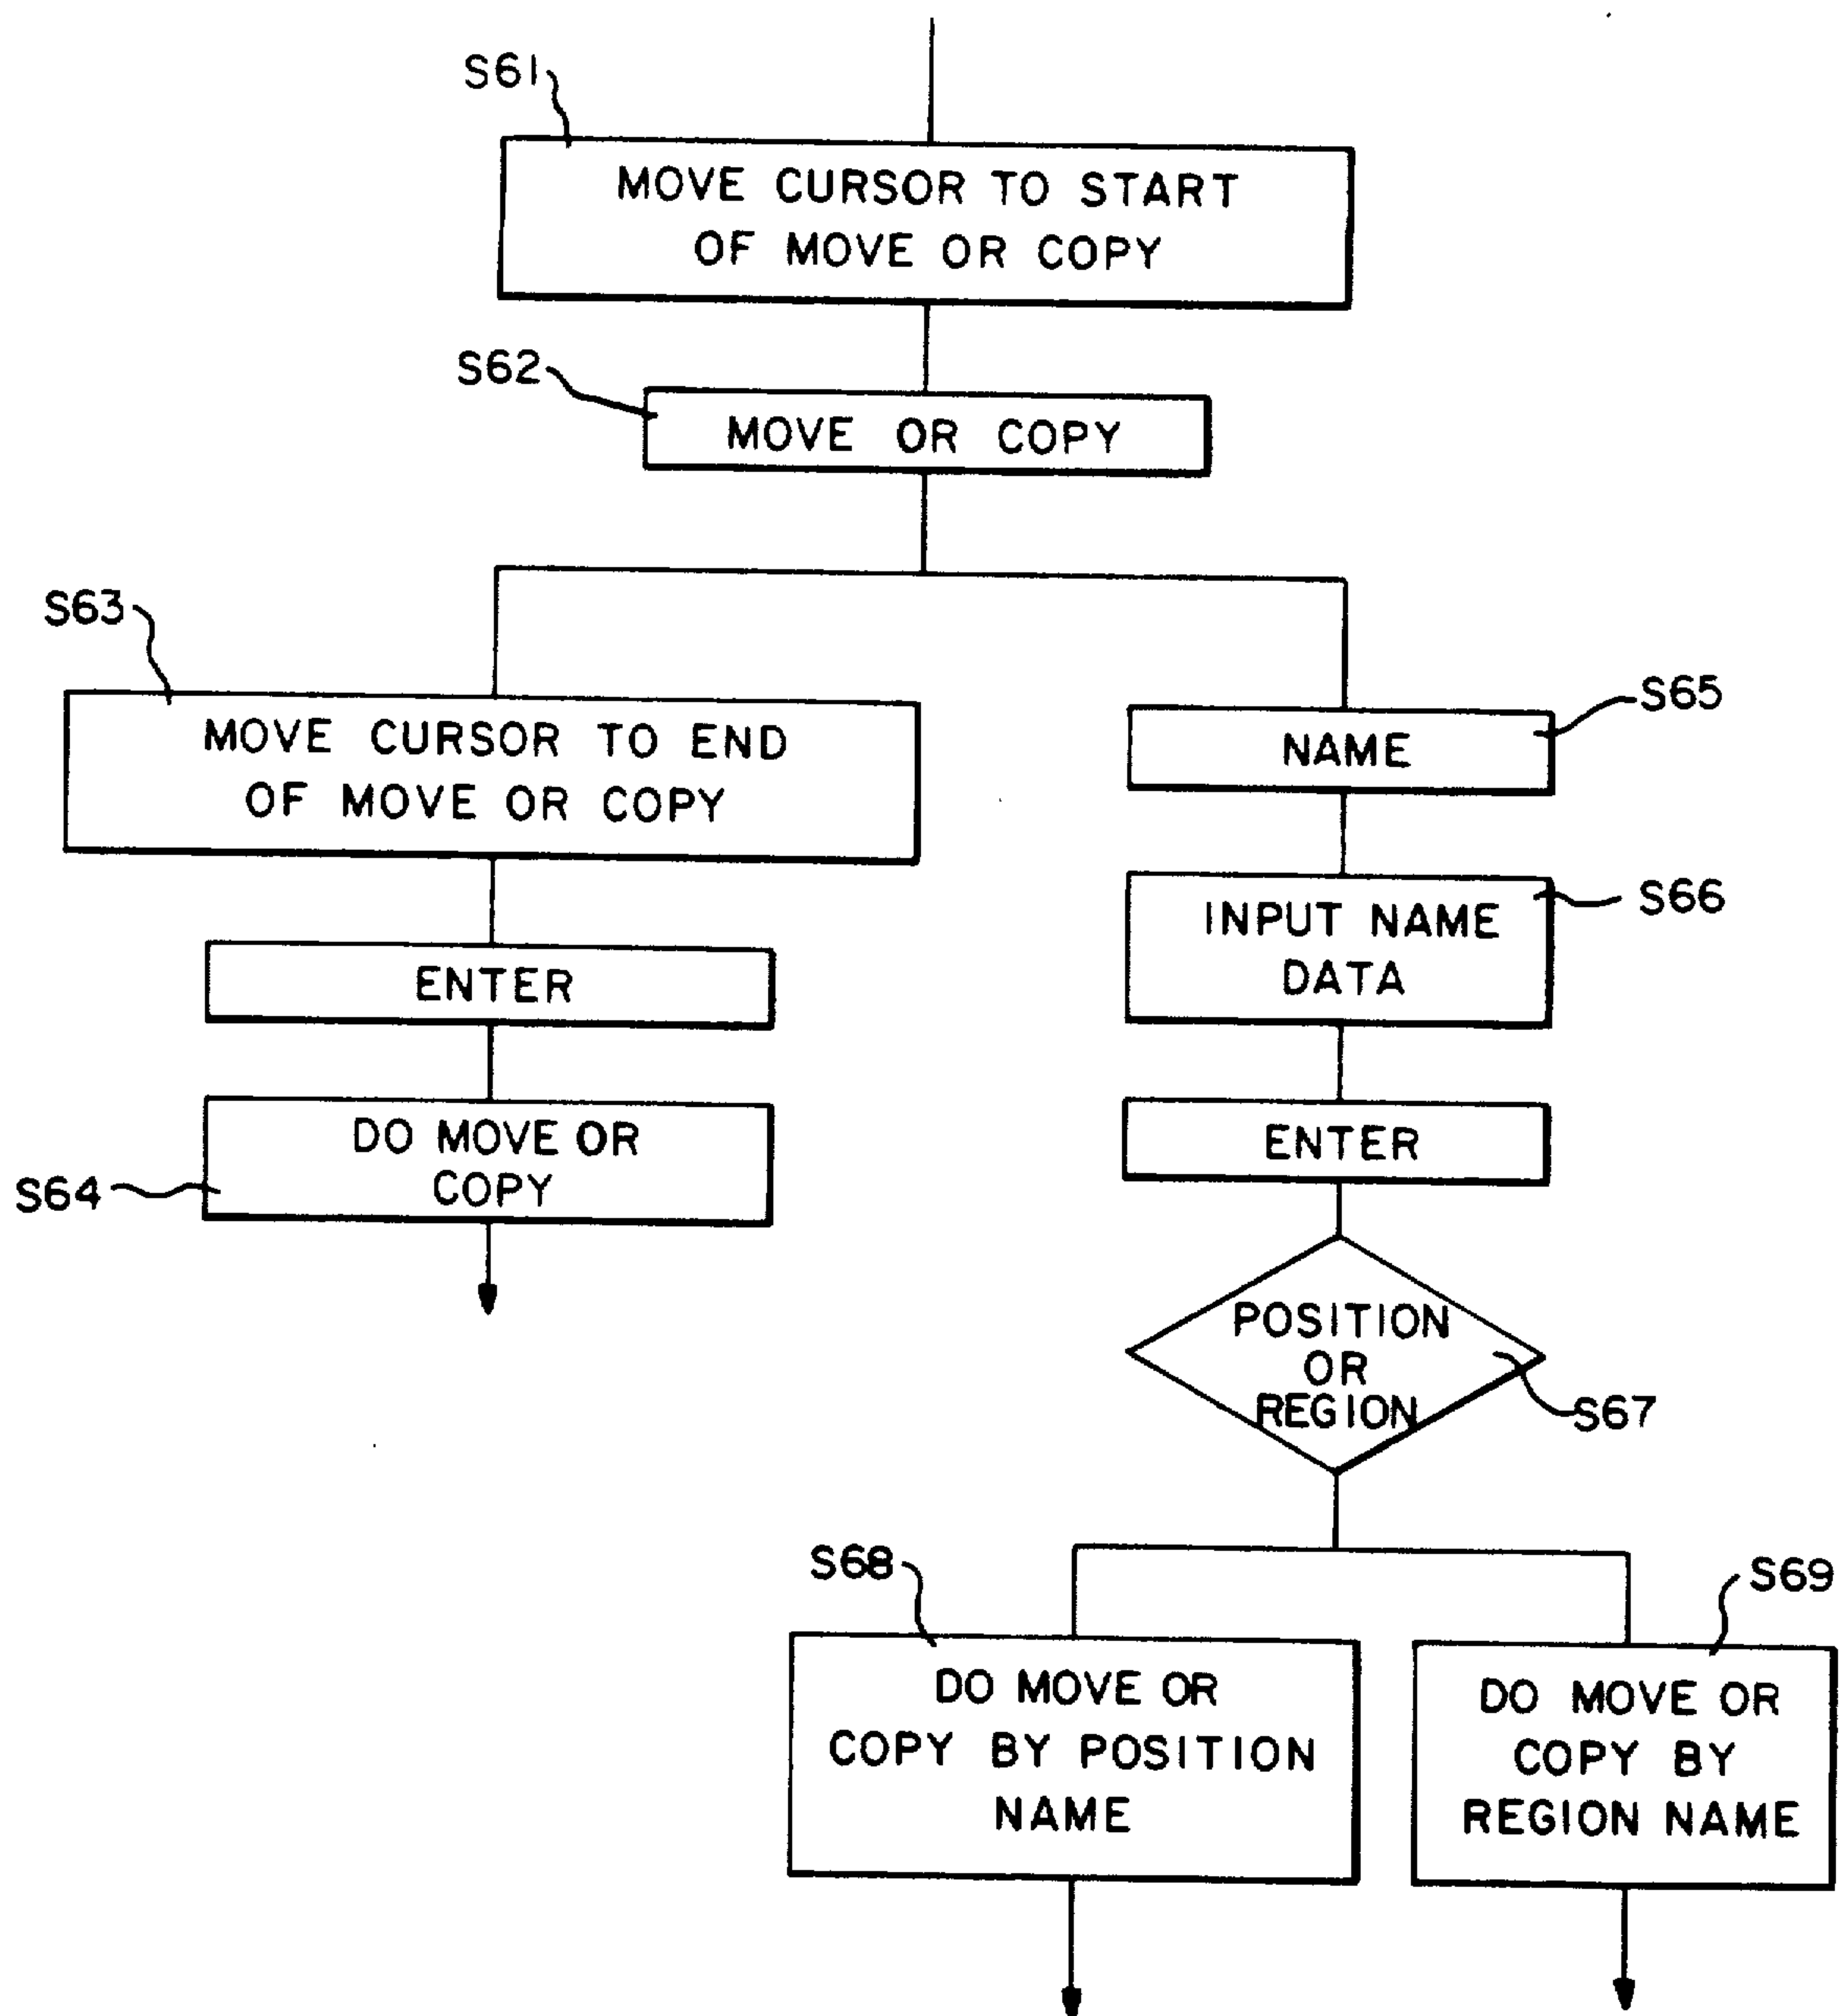 S61
MOVE CURSOR TO START
OF MOVE OR COPY
S62
MOVE OR COPY
S63
MOVE CURSOR TO END
OF MOVE OR COPY
ENTER
DO MOVE OR
COPY
S64
S65
NAME
S66
INPUT NAME
DATA
ENTER
POSITION
OR
REGION
S67
S68
DO MOVE OR
COPY BY POSITION
NAME
S69
DO MOVE OR
COPY BY
REGION NAME